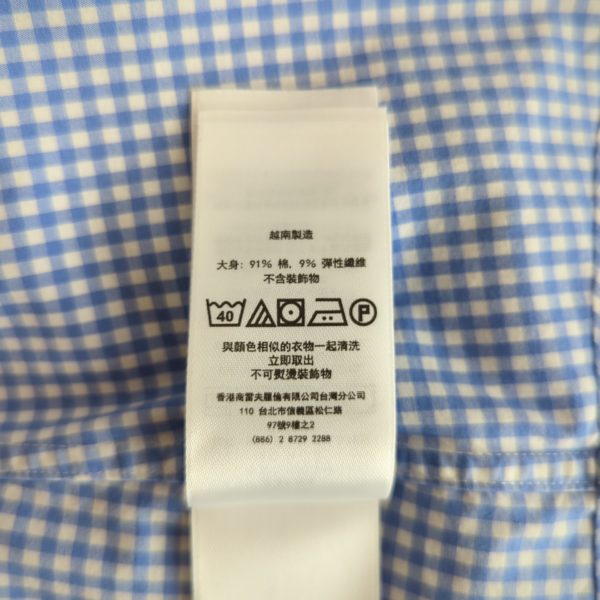 越南製造
大身: 91% 棉, 9% 彈性纖維
不含裝飾物
40 P
與顏色相似的衣物一起清洗
立即取出
不可熨燙裝飾物
香港商雷夫羅倫有限公司台灣分公司
110 台北市信義區松仁路
97號9樓之2
(886) 2 8729 2288